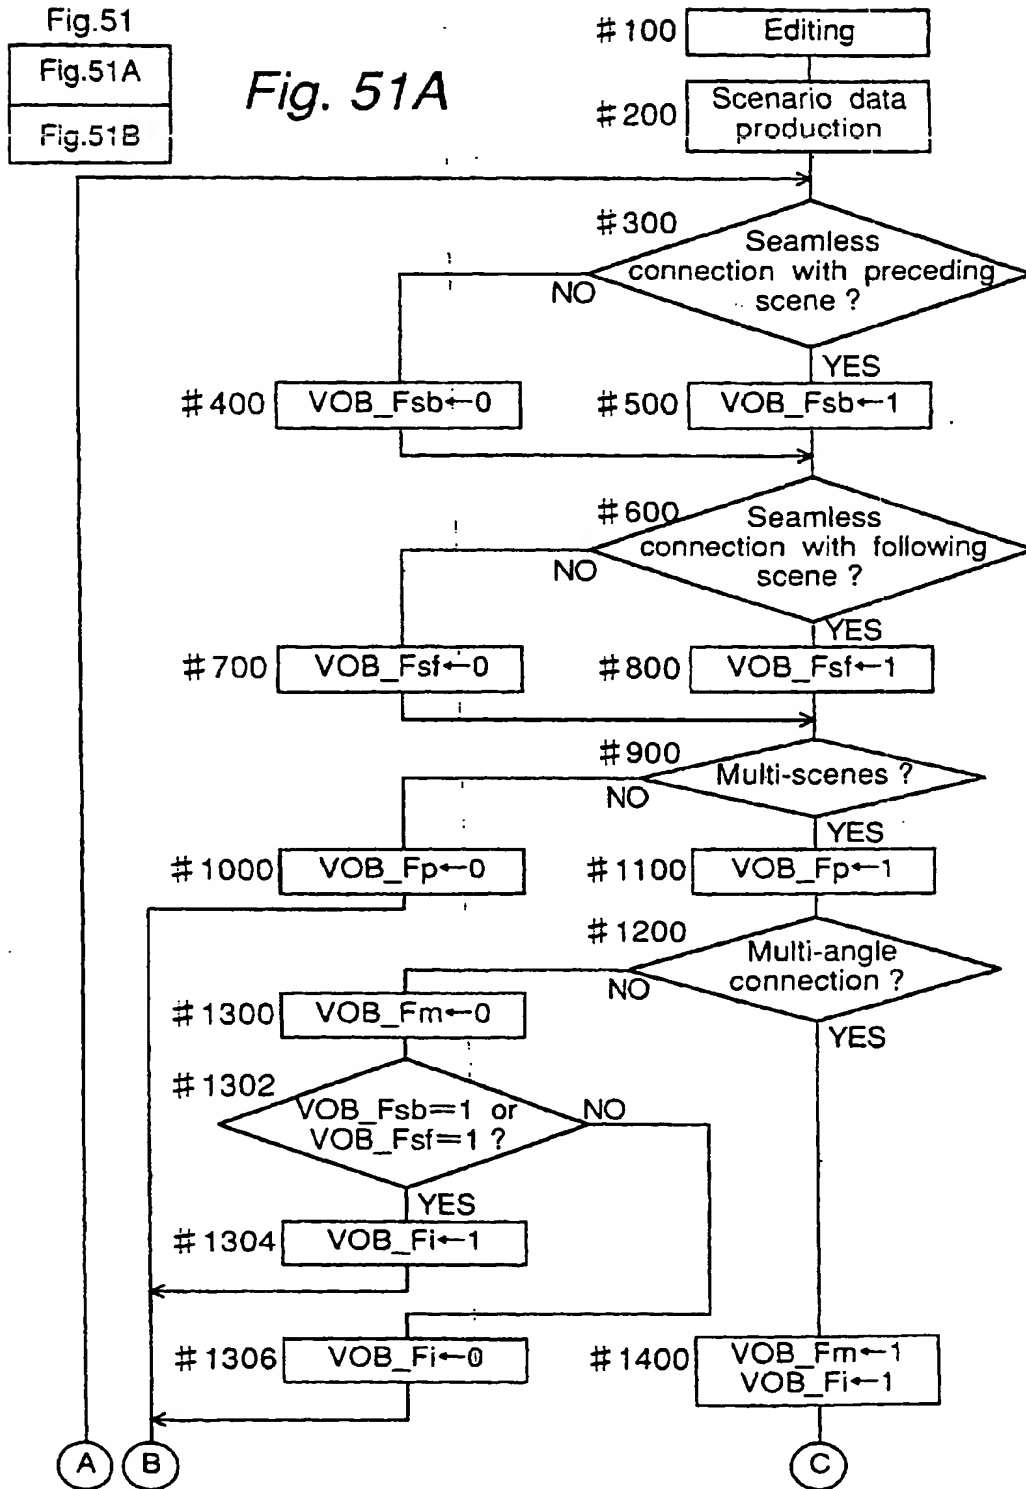 Fig.51
Fig.51A
Fig.51B
Fig. 51A
#100
Editing
#200
Scenario data
production
#300
Seamless
connection with preceding
scene ?
NO
YES
#400
VOB_Fsb←0
#500
VOB_Fsb←1
#600
Seamless
connection with following
scene ?
NO
YES
#700
VOB_Fsf←0
#800
VOB_Fsf←1
#900
Multi-scenes ?
NO
YES
#1000
VOB_Fp←0
#1100
VOB_Fp←1
#1200
Multi-angle
connection ?
NO
YES
#1300
VOB_Fm←0
#1302
VOB_Fsb=1 or
VOB_Fsf=1 ?
NO
YES
#1304
VOB_Fi←1
#1306
VOB_Fi←0
#1400
VOB_Fm←1
VOB_Fi←1
A
B
C